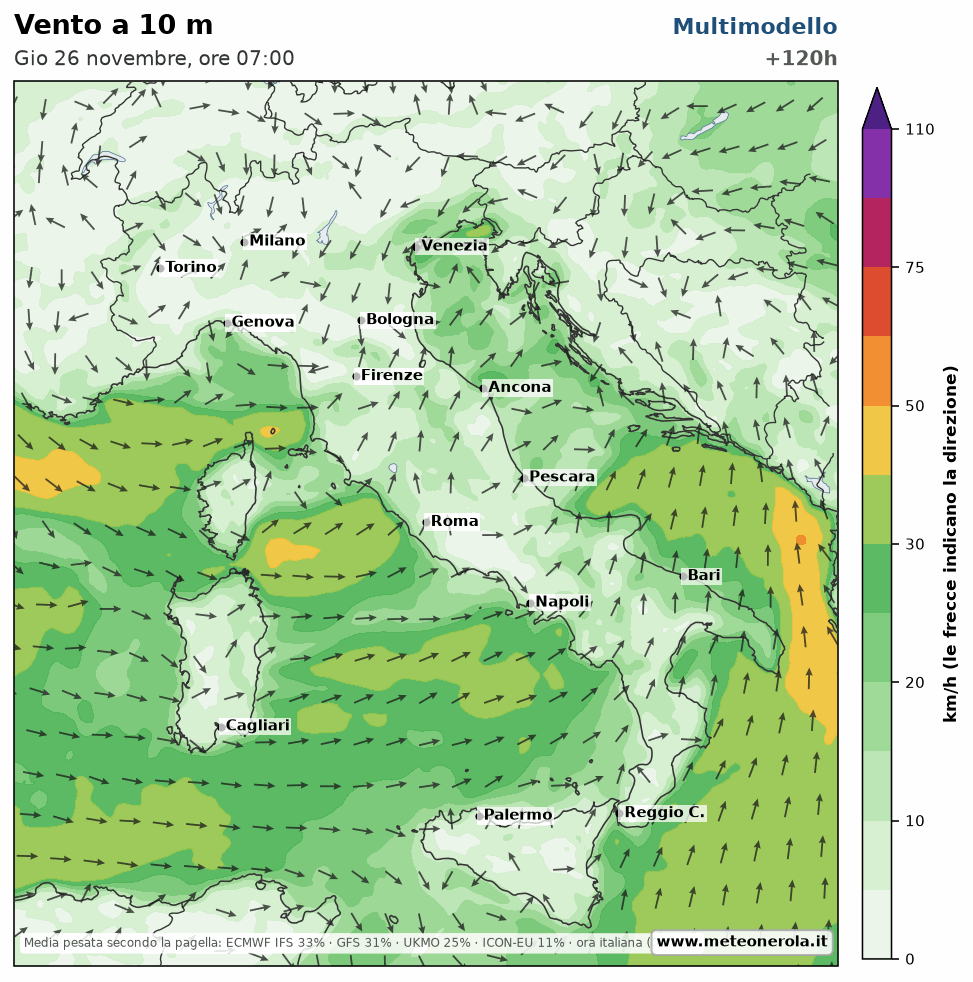 Vento a 10 m
Multimodello
Gio 26 novembre, ore 07:00
+120h
110
75
50
30
20
10
0
km/h (le frecce indicano la direzione)
Milano
Venezia
Torino
Genova
Bologna
Firenze
Ancona
Pescara
Roma
Bari
Napoli
Cagliari
Palermo
Reggio C.
Media pesata secondo la pagella: ECMWF IFS 33% · GFS 31% · UKMO 25% · ICON-EU 11% · ora italiana (
www.meteonerola.it